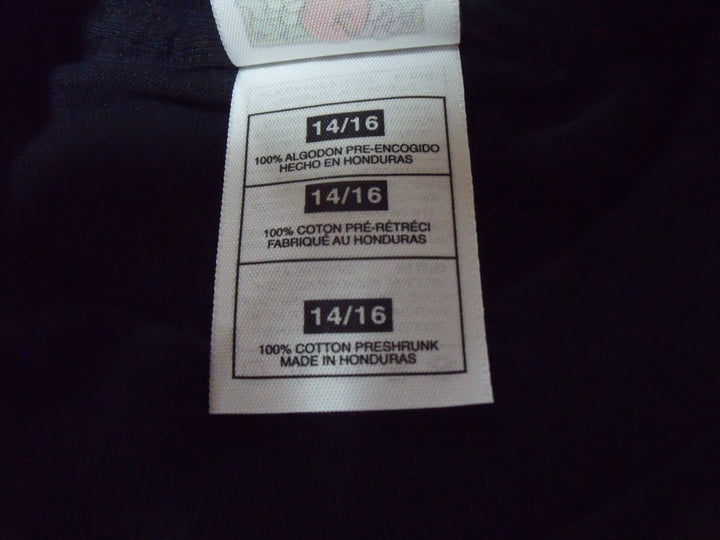 14/16
100% ALGODON PRE-ENCOGIDO
HECHO EN HONDURAS
14/16
100% COTON PRÉ-RÉTRÉCI
FABRIQUÉ AU HONDURAS
14/16
100% COTTON PRESHRUNK
MADE IN HONDURAS